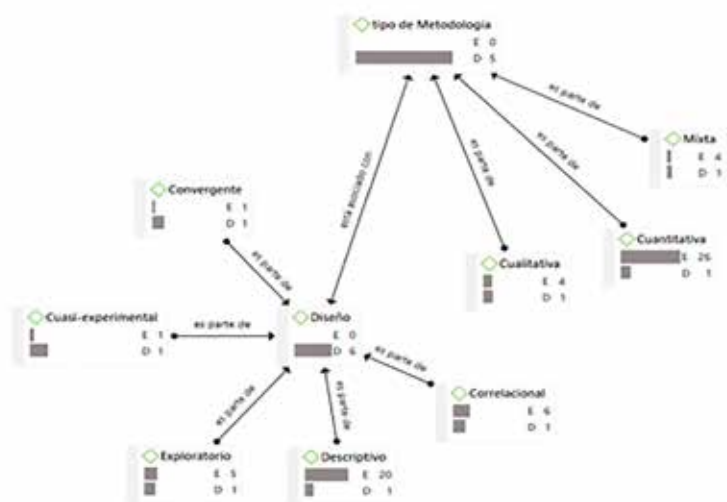 tipo de Metodología
E 0
D 5
es parte de
Mixta
E 4
D 1
es parte de
Cuantitativa
E 26
D 1
es parte de
Cualitativa
E 4
D 1
está asociado con
Convergente
E 1
D 1
es parte de
Cuasi-experimental
E 1
D 1
es parte de
Diseño
E 0
D 6
es parte de
Correlacional
E 6
D 1
es parte de
Exploratorio
E 5
D 1
es parte de
Descriptivo
E 20
D 1